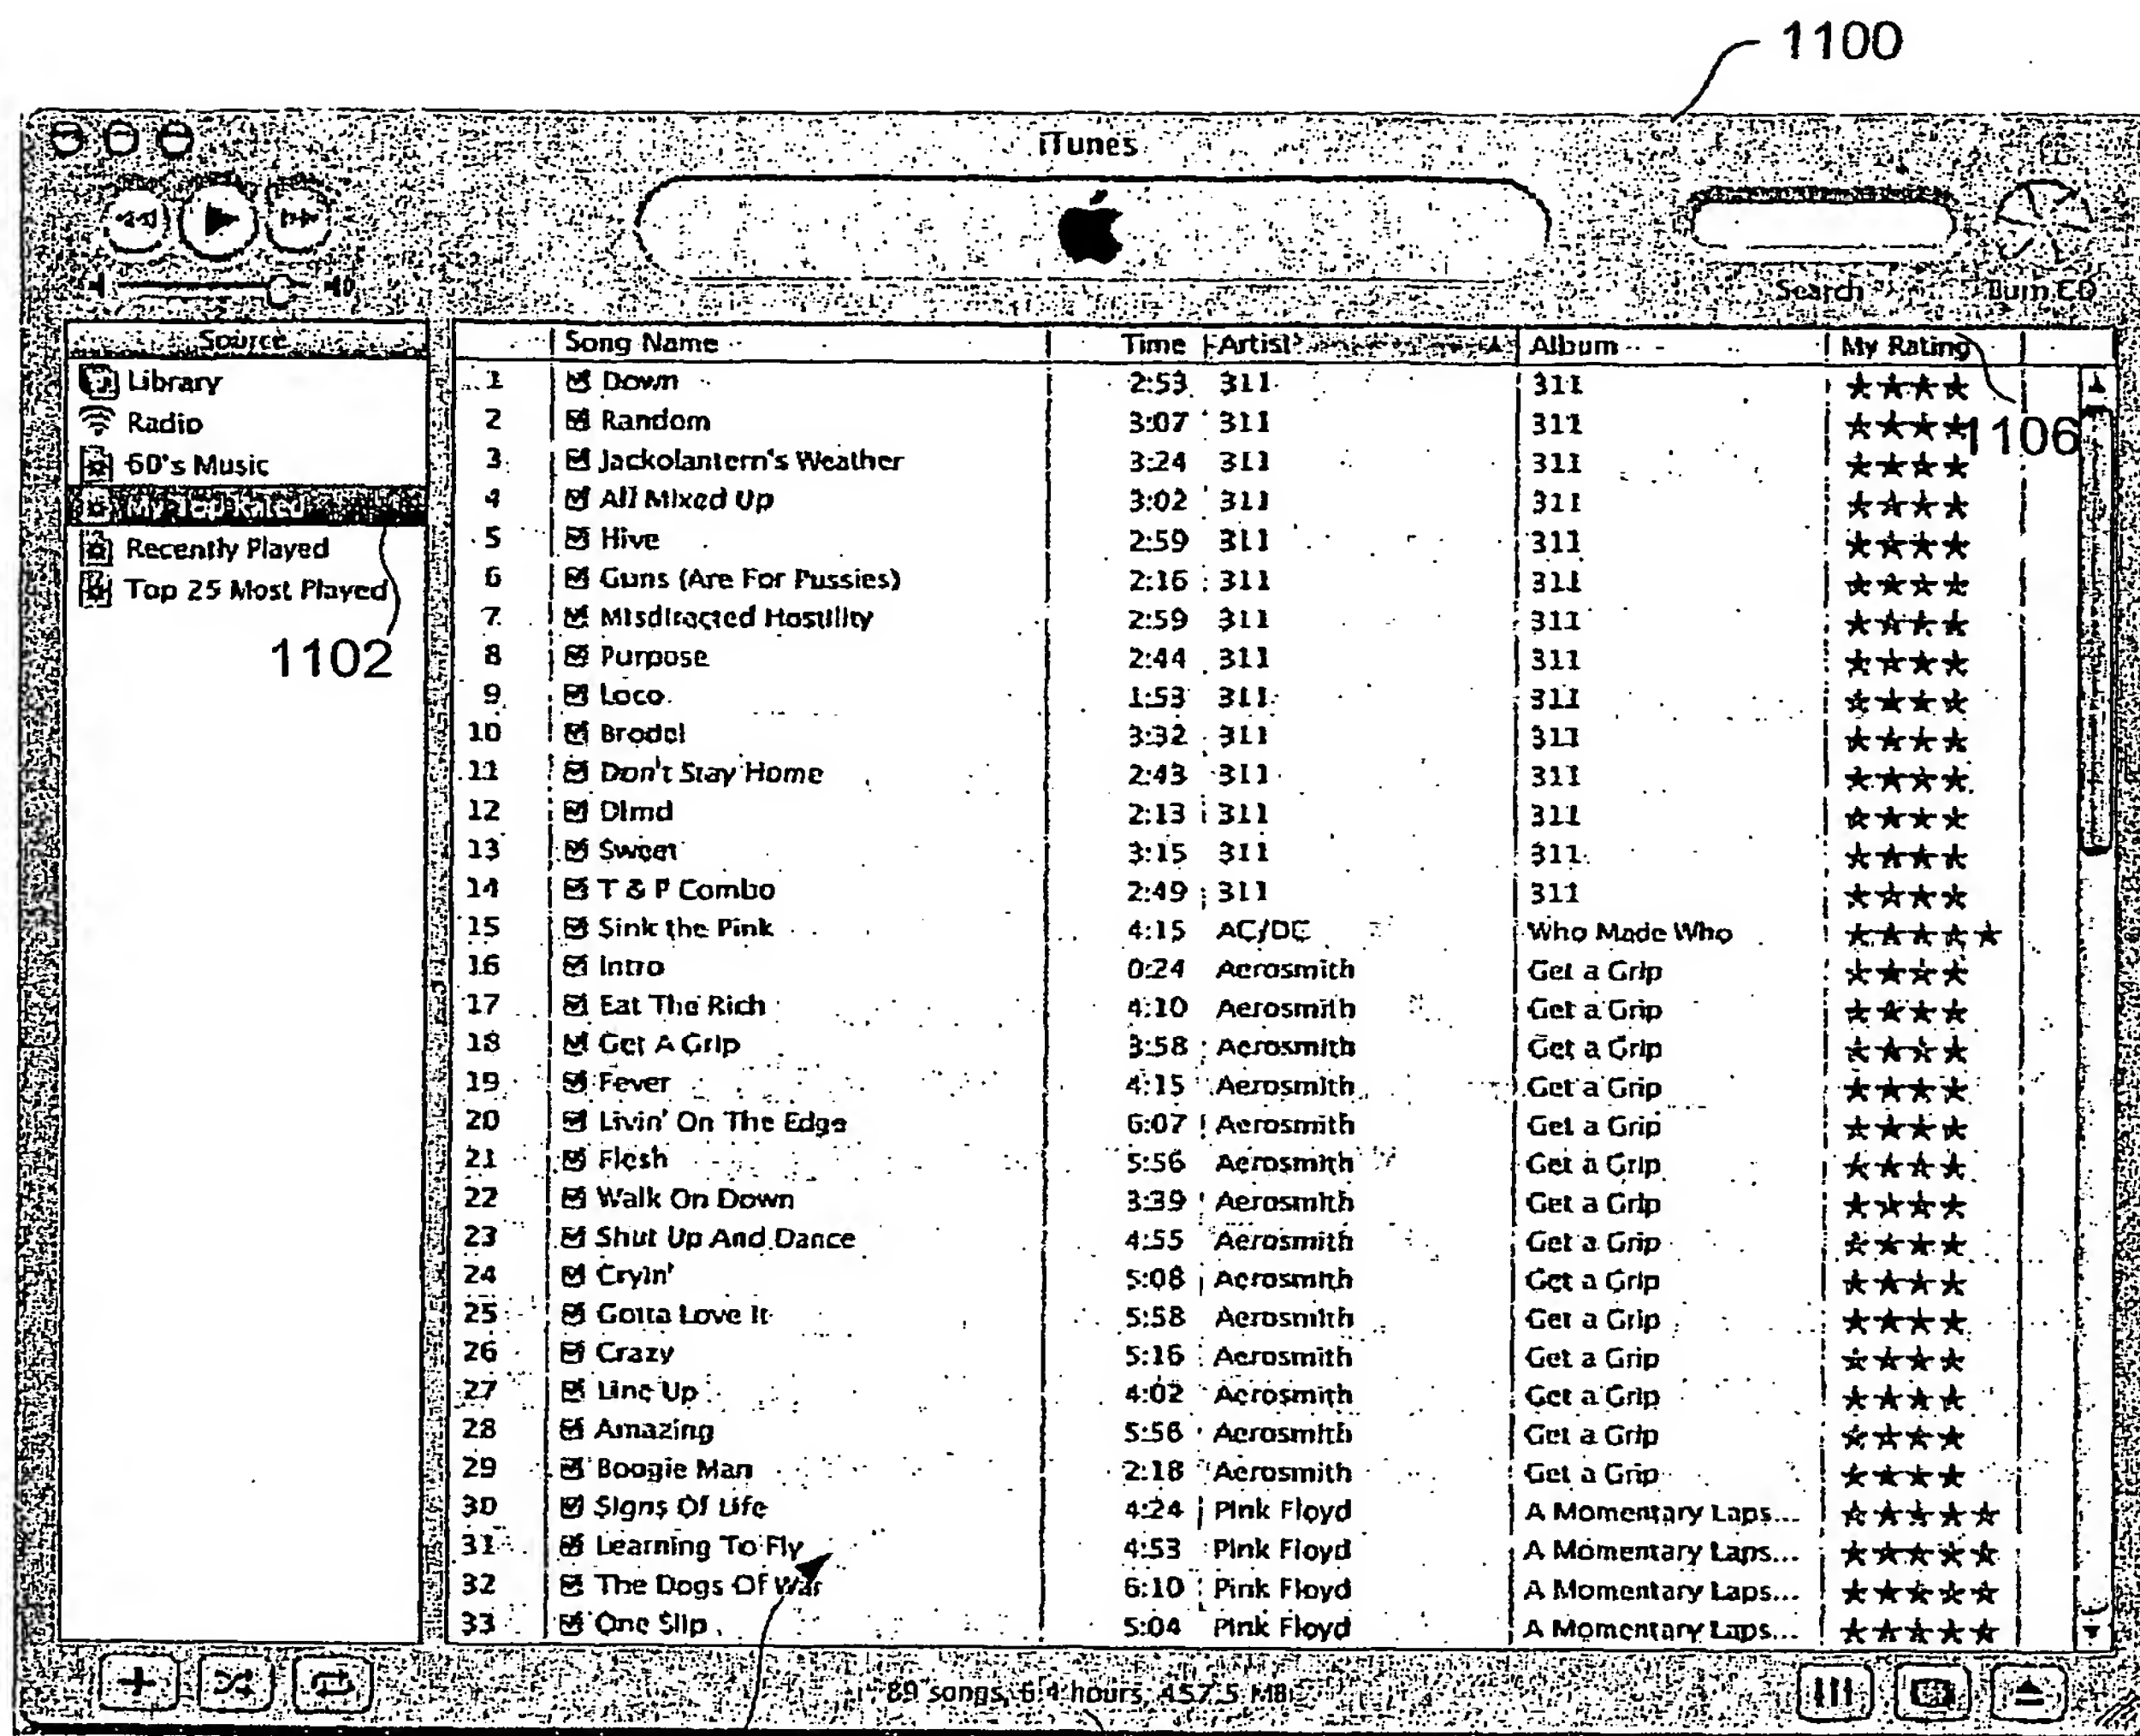 1100
iTunes
Search Burn CD
Source
Library
Radio
60's Music
My Top Rated
Recently Played
Top 25 Most Played
1102
Song Name Time Artist Album My Rating
1106
1 Down 2:53 311 311 ★★★★
2 Random 3:07 311 311 ★★★★
3 Jackolantern's Weather 3:24 311 311 ★★★★
4 All Mixed Up 3:02 311 311 ★★★★
5 Hive 2:59 311 311 ★★★★
6 Guns (Are For Pussies) 2:16 311 311 ★★★★
7 Misdiracted Hostility 2:59 311 311 ★★★★
8 Purpose 2:44 311 311 ★★★★
9 Loco 1:53 311 311 ★★★★
10 Brodel 3:32 311 311 ★★★★
11 Don't Stay Home 2:43 311 311 ★★★★
12 Dlmd 2:13 311 311 ★★★★
13 Sweet 3:15 311 311 ★★★★
14 T & P Combo 2:49 311 311 ★★★★
15 Sink the Pink 4:15 AC/DC Who Made Who ★★★★★
16 Intro 0:24 Aerosmith Get a Grip ★★★★
17 Eat The Rich 4:10 Aerosmith Get a Grip ★★★★
18 Get A Grip 3:58 Aerosmith Get a Grip ★★★★
19 Fever 4:15 Aerosmith Get a Grip ★★★★
20 Livin' On The Edge 6:07 Aerosmith Get a Grip ★★★★
21 Flesh 5:56 Aerosmith Get a Grip ★★★★
22 Walk On Down 3:39 Aerosmith Get a Grip ★★★★
23 Shut Up And Dance 4:55 Aerosmith Get a Grip ★★★★
24 Cryin' 5:08 Aerosmith Get a Grip ★★★★
25 Gotta Love It 5:58 Aerosmith Get a Grip ★★★★
26 Crazy 5:16 Aerosmith Get a Grip ★★★★
27 Line Up 4:02 Aerosmith Get a Grip ★★★★
28 Amazing 5:56 Aerosmith Get a Grip ★★★★
29 Boogie Man 2:18 Aerosmith Get a Grip ★★★★
30 Signs Of Life 4:24 Pink Floyd A Momentary Laps... ★★★★★
31 Learning To Fly 4:53 Pink Floyd A Momentary Laps... ★★★★★
32 The Dogs Of War 6:10 Pink Floyd A Momentary Laps... ★★★★★
33 One Slip 5:04 Pink Floyd A Momentary Laps... ★★★★★
89 songs, 6.4 hours, 457.5 MB